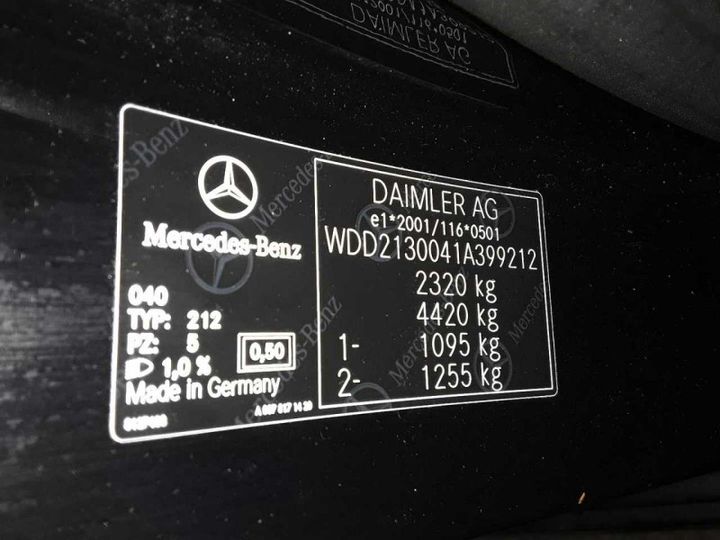 DAIMLER AG
Mercedes-Benz
040
TYP: 212
PZ: 5
1,0 %
0,50
Made in Germany
DAIMLER AG
e1*2001/116*0501
WDD2130041A399212
2320 kg
4420 kg
1- 1095 kg
2- 1255 kg